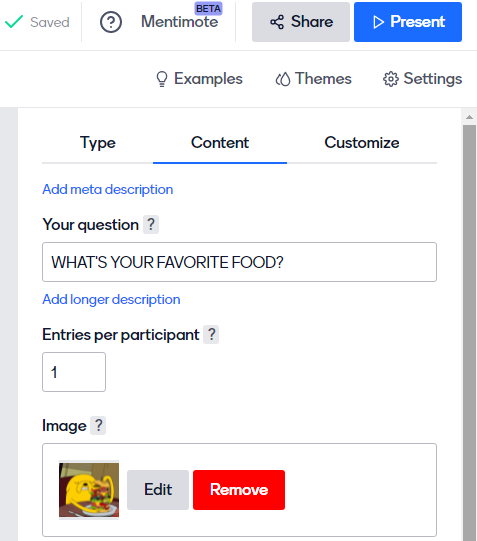 Saved ? Mentimote BETA Share Present
Examples Themes Settings
Type Content Customize
Add meta description
Your question ?
WHAT'S YOUR FAVORITE FOOD?
Add longer description
Entries per participant ?
1
Image ?
Edit Remove